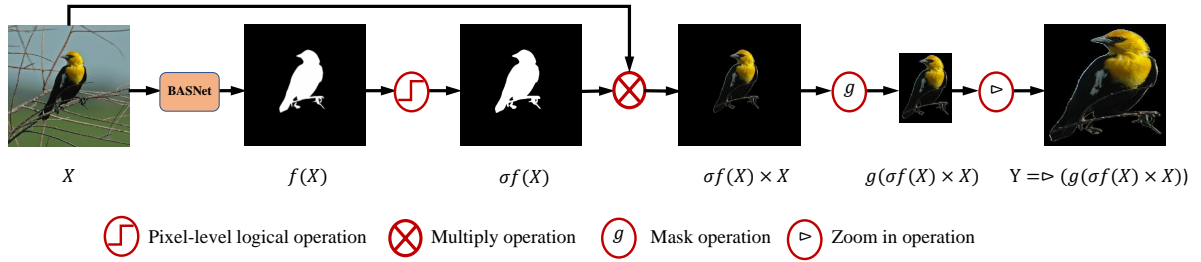 BASNet
g
⊳
X
f(X)
σf(X)
σf(X) × X
g(σf(X) × X)
Y =⊳ (g(σf(X) × X))
Pixel-level logical operation
Multiply operation
g Mask operation
⊳ Zoom in operation